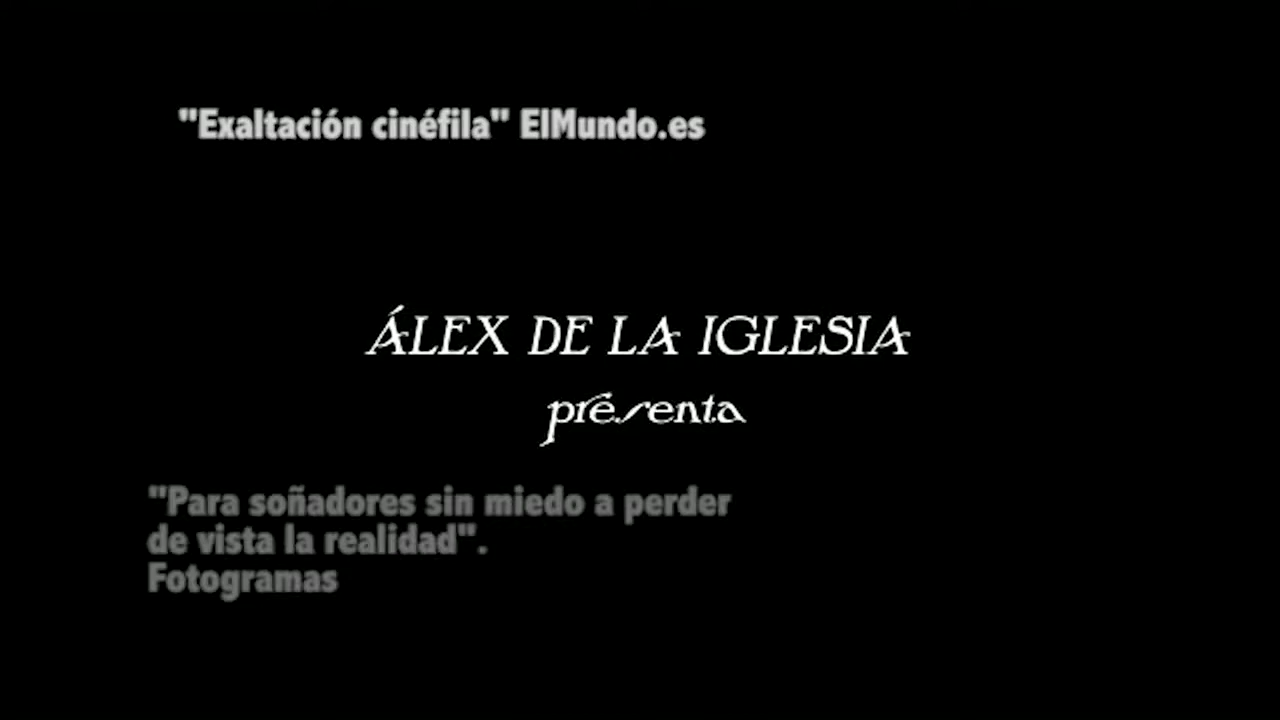 "Exaltación cinéfila" ElMundo.es
ÁLEX DE LA IGLESIA
presenta
"Para soñadores sin miedo a perder
de vista la realidad".
Fotogramas